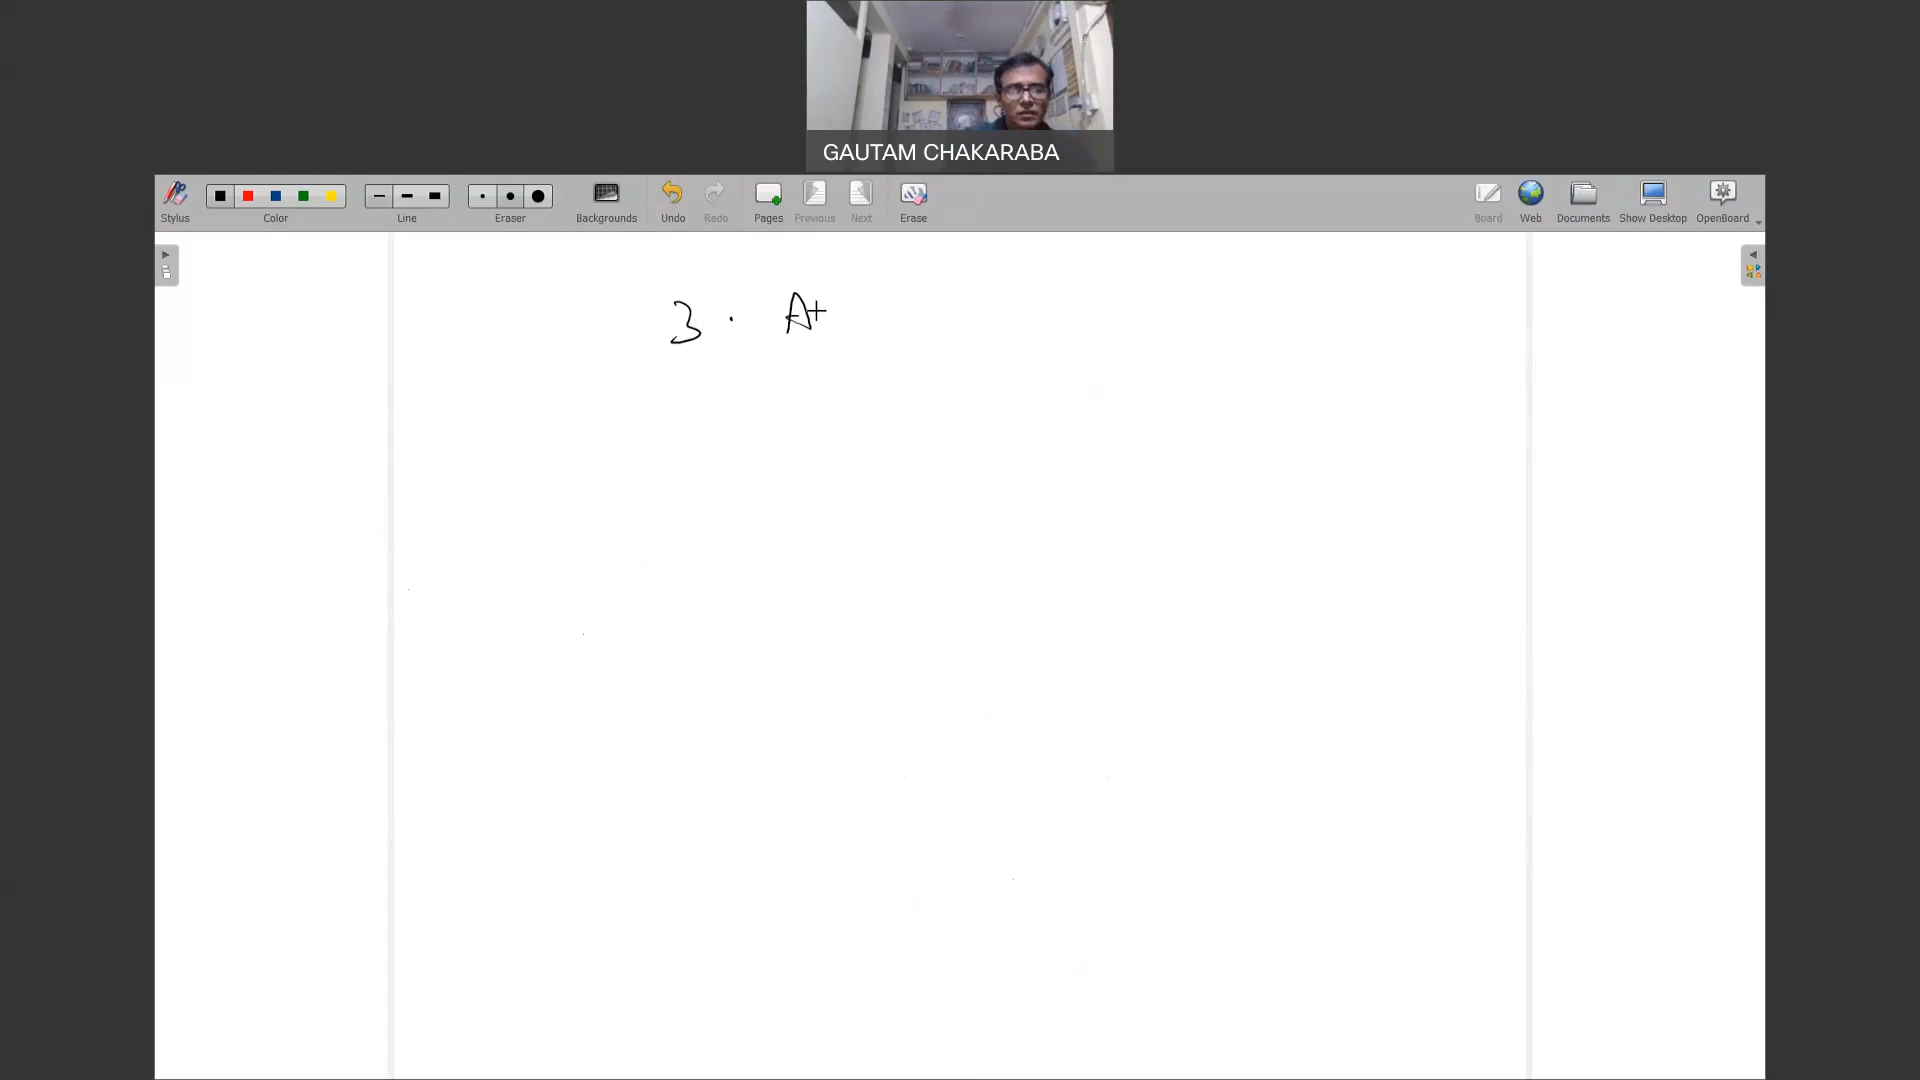 GAUTAM CHAKARABA
Stylus Color Line Eraser Backgrounds Undo Redo Pages Previous Next Erase Board Web Documents Show Desktop OpenBoard
3. A+